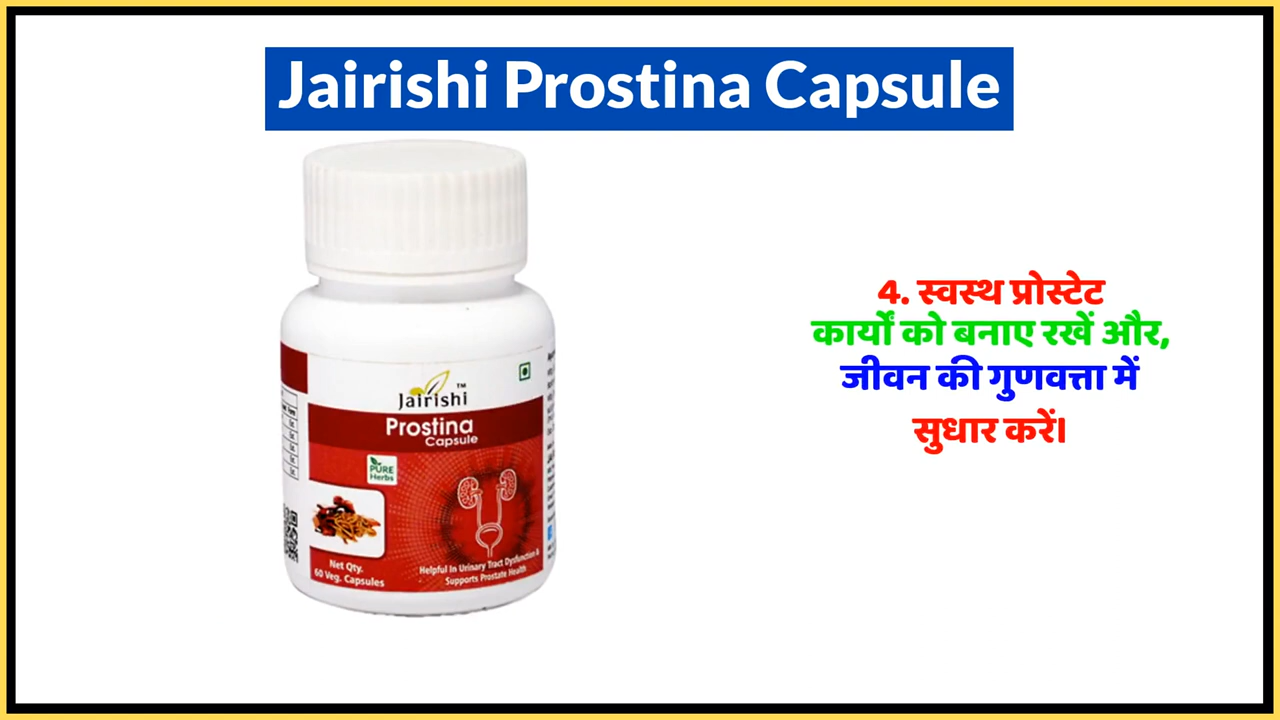 Jairishi Prostina Capsule
4. स्वस्थ प्रोस्टेट
कार्यों को बनाए रखें और,
जीवन की गुणवत्ता में
सुधार करें।
Jairishi™
Prostina
Capsule
PURE
Herbs
Net Qty.
60 Veg. Capsules
Helpful In Urinary Tract Dysfunction &
Supports Prostate Health